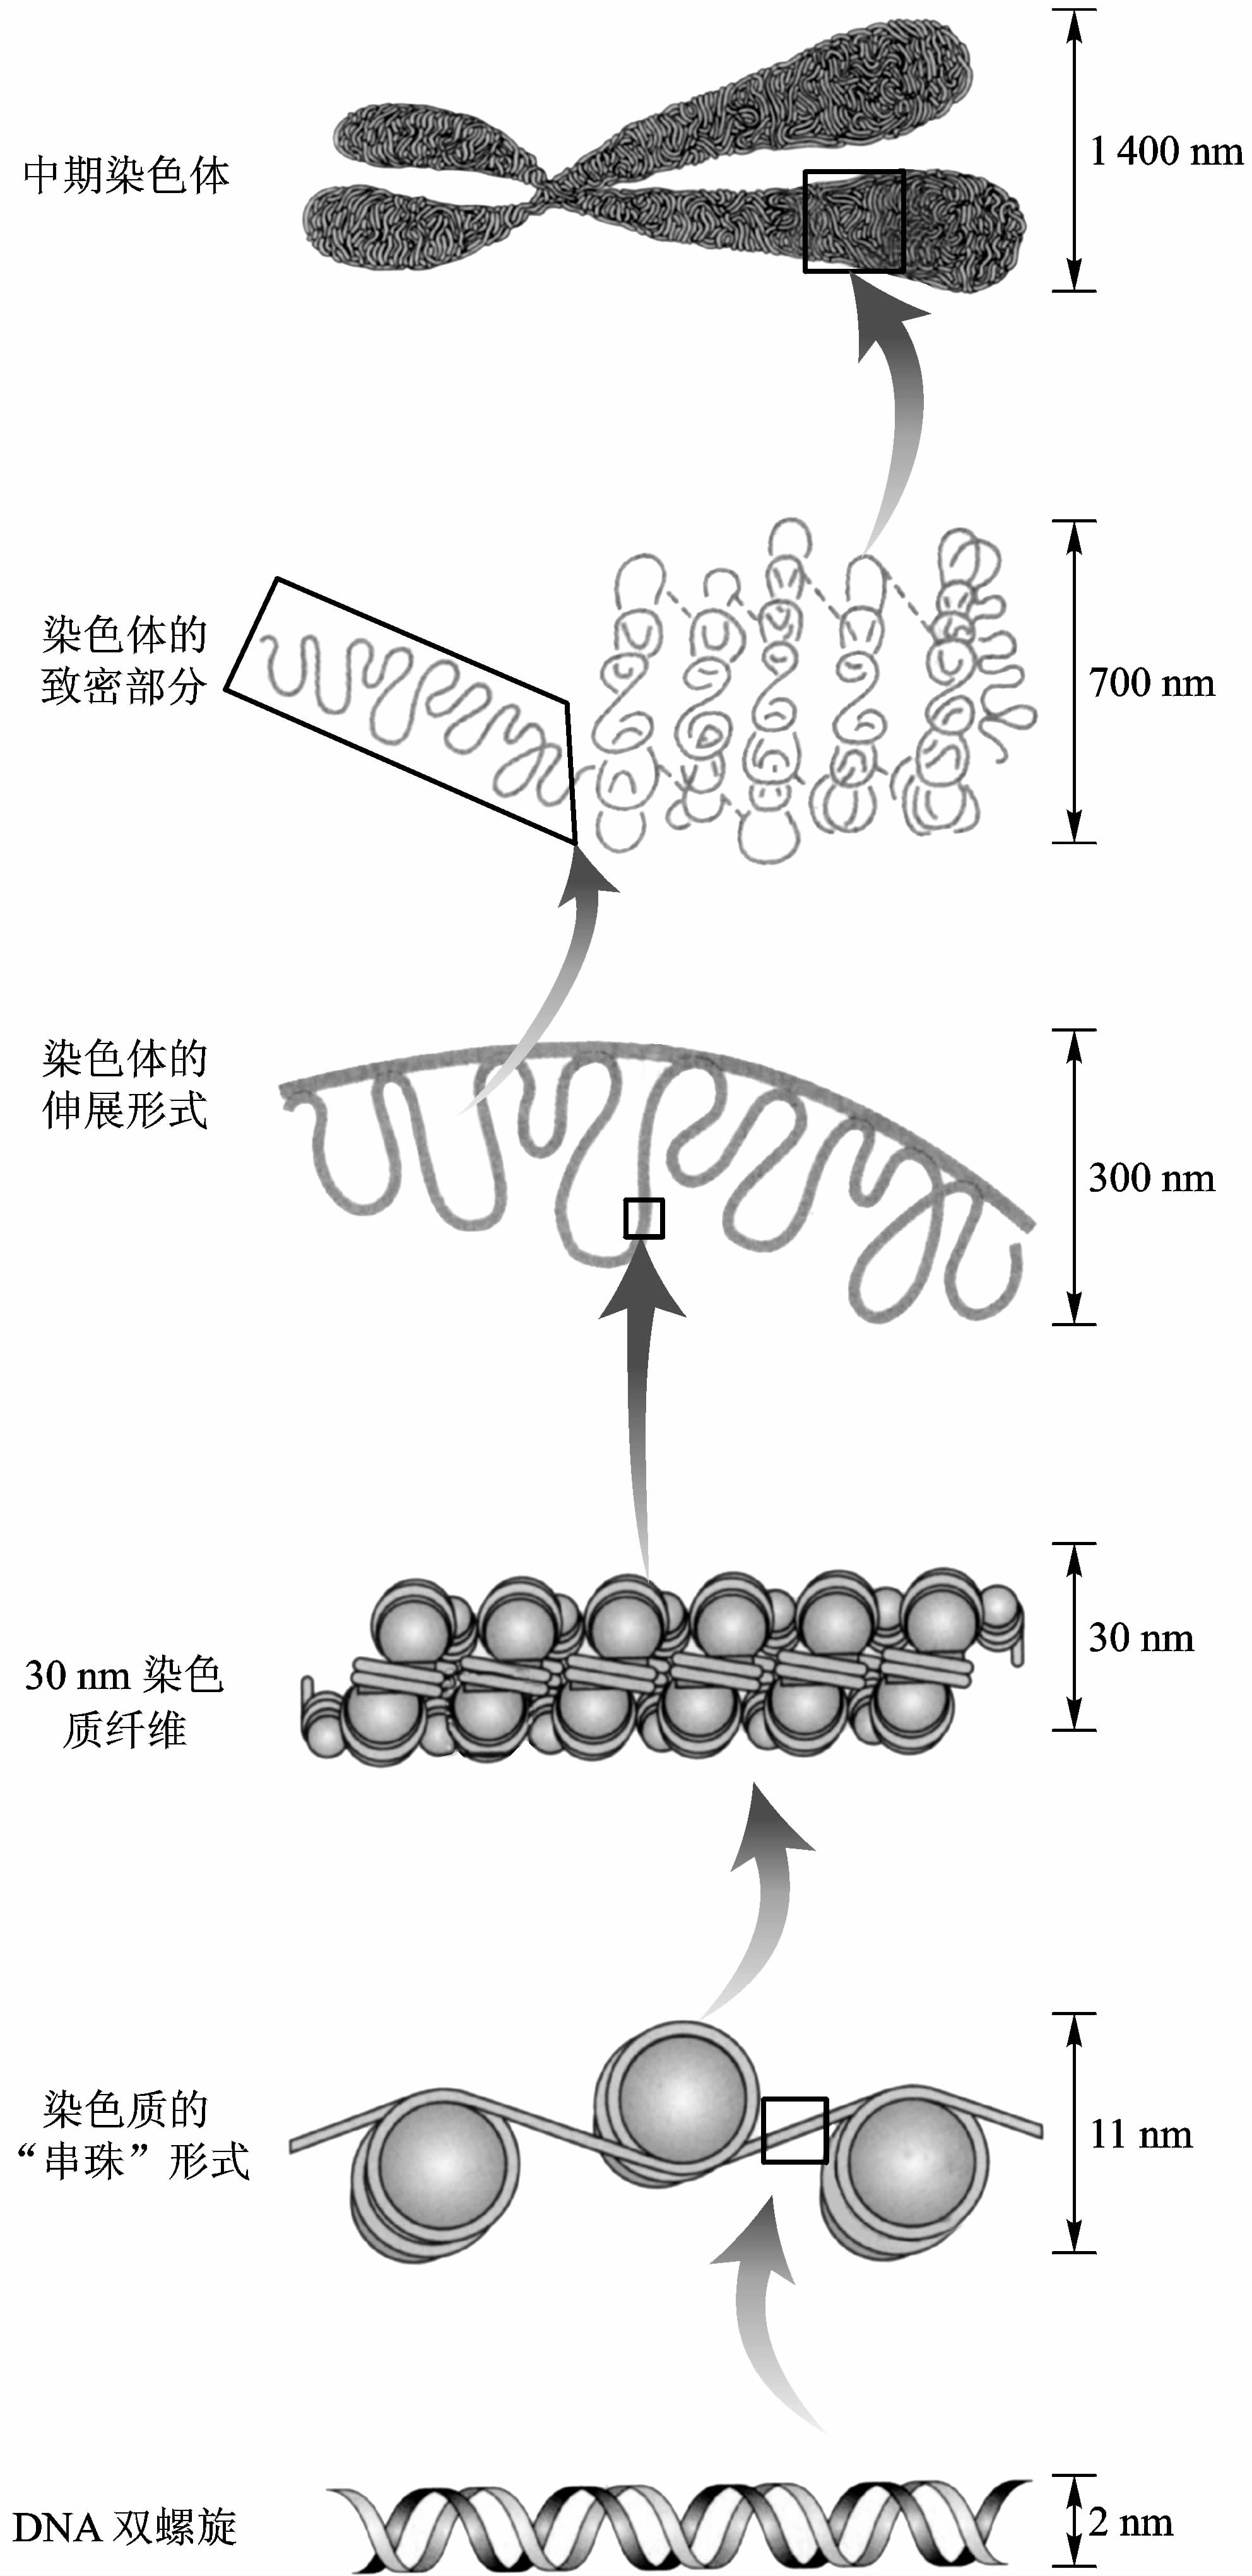 中期染色体
1 400 nm
染色体的
致密部分
700 nm
染色体的
伸展形式
300 nm
30 nm 染色
质纤维
30 nm
染色质的
“串珠”形式
11 nm
DNA 双螺旋
2 nm